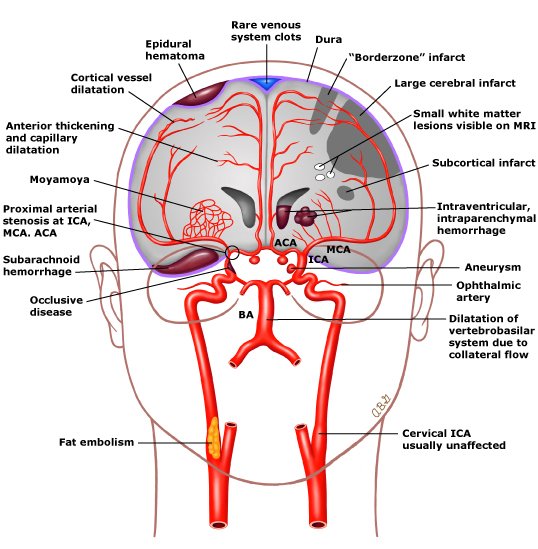 Rare venous
system clots
Dura
Epidural
hematoma
"Borderzone" infarct
Cortical vessel
dilatation
Large cerebral infarct
Small white matter
lesions visible on MRI
Anterior thickening
and capillary
dilatation
Subcortical infarct
Moyamoya
Proximal arterial
stenosis at ICA,
MCA. ACA
Intraventricular,
intraparenchymal
hemorrhage
ACA
MCA
ICA
Subarachnoid
hemorrhage
Aneurysm
Ophthalmic
artery
Occlusive
disease
BA
Dilatation of
vertebrobasilar
system due to
collateral flow
Fat embolism
Cervical ICA
usually unaffected